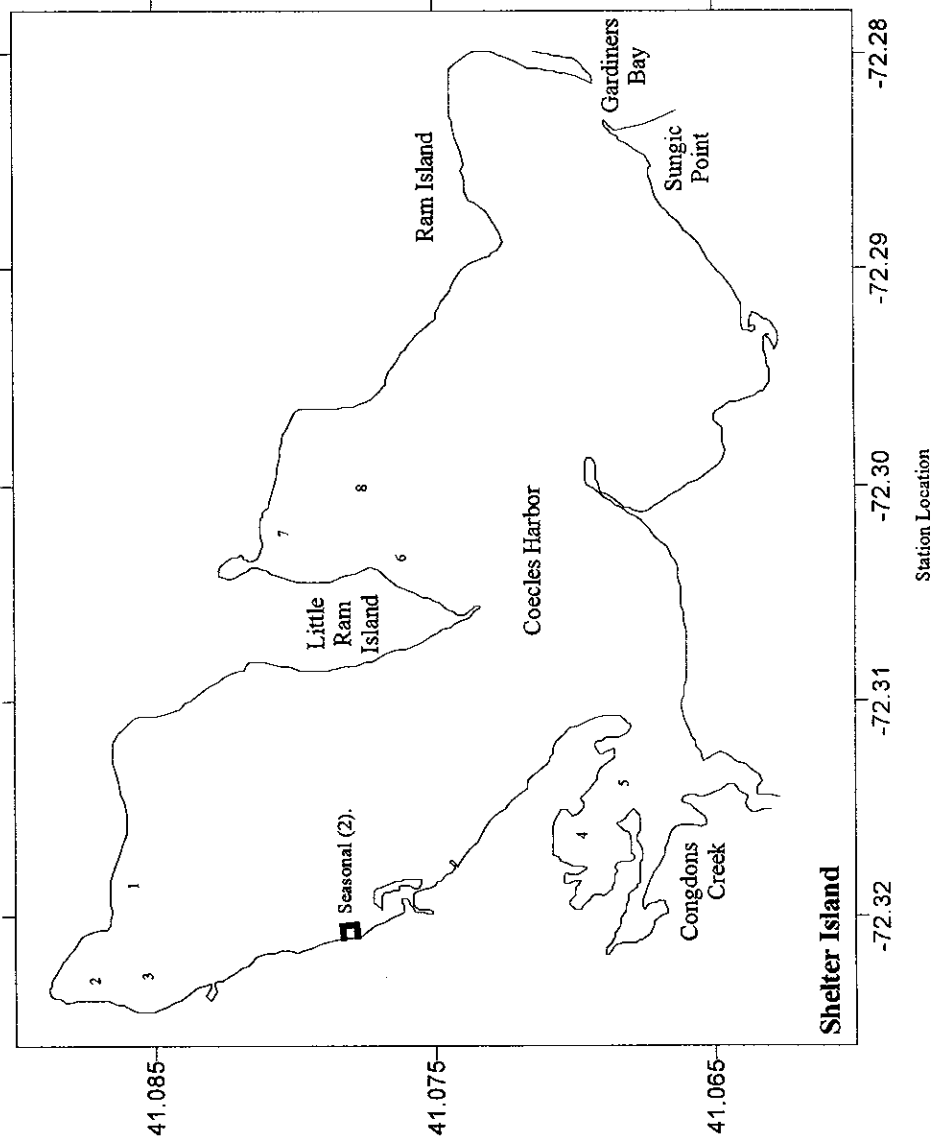 41.085
41.075
41.065
-72.28
-72.29
-72.30
-72.31
-72.32
Gardiners
Bay
Sungic
Point
Ram Island
7
8
6
Little
Ram
Island
Coecles Harbor
1
2
3
Seasonal (2).
4
5
Congdons
Creek
Shelter Island
Station Location